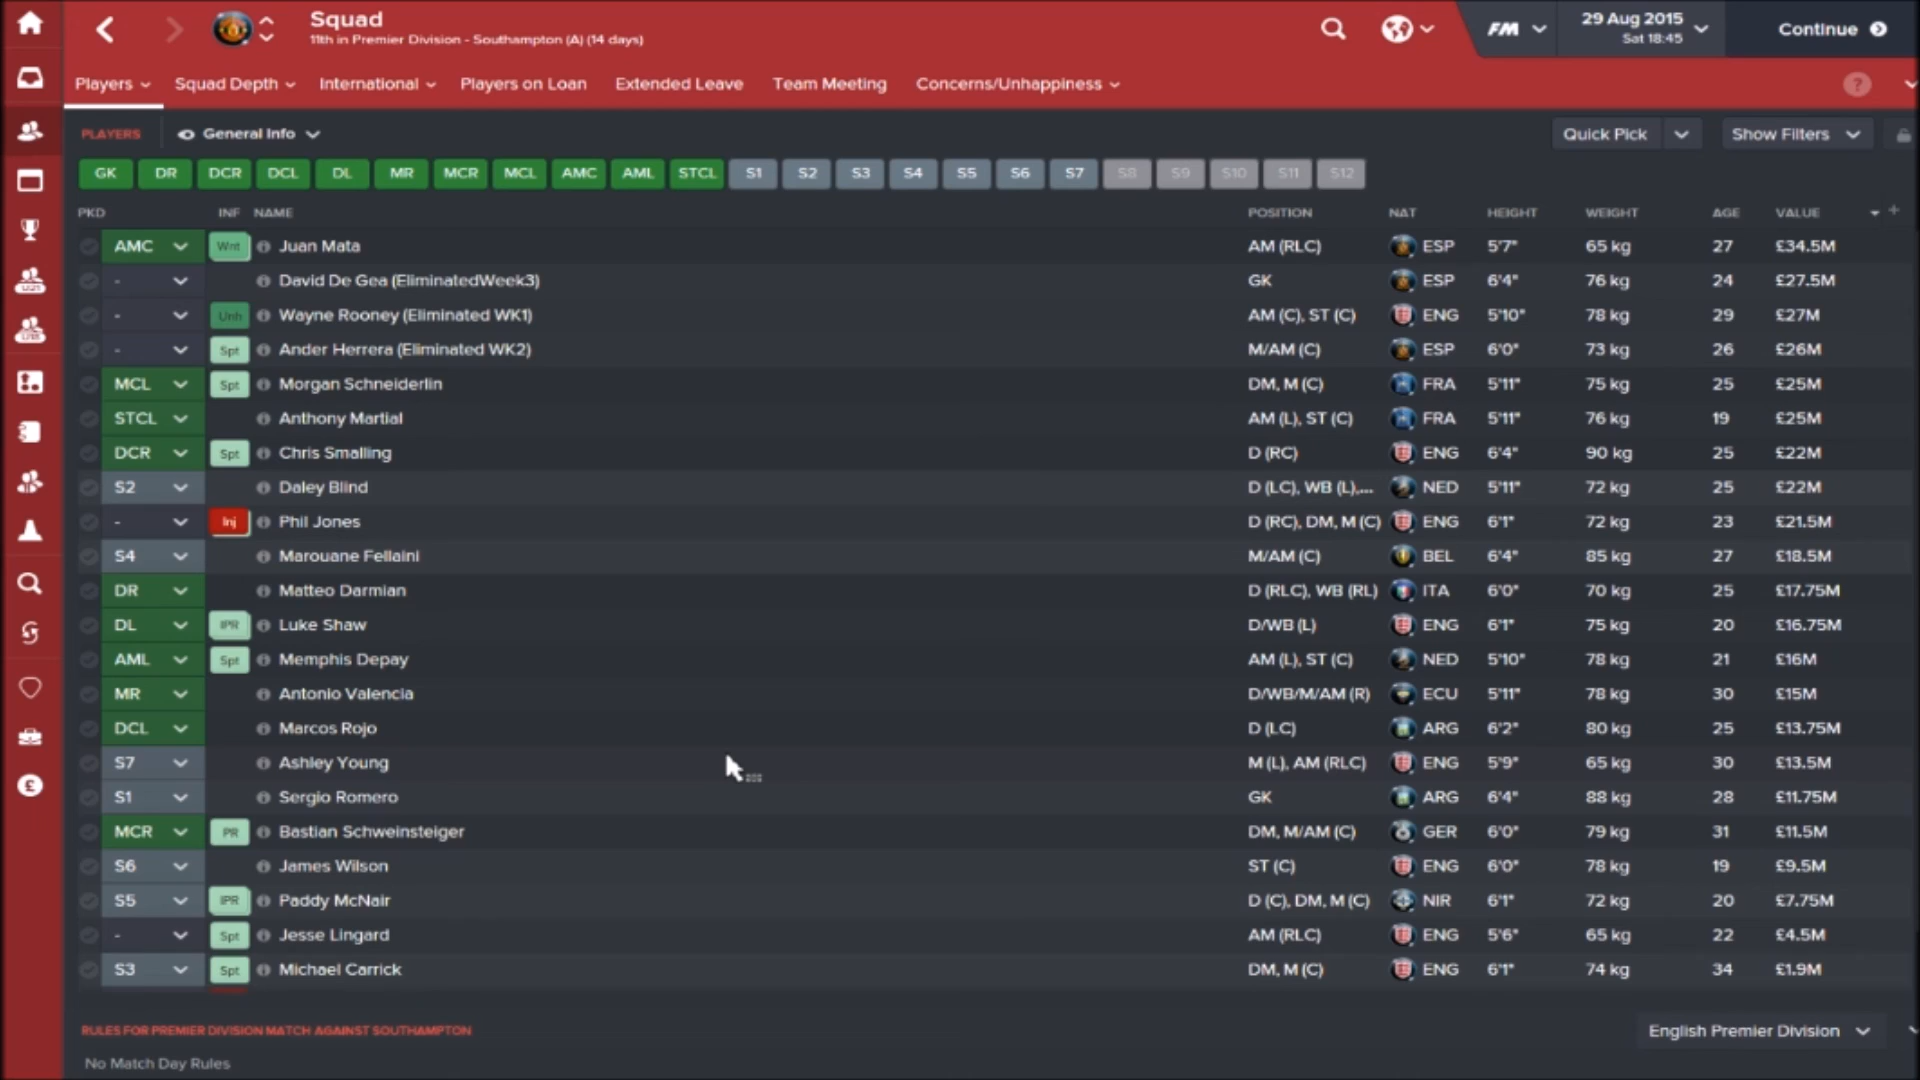 Squad
11th in Premier Division - Southampton (A) (14 days)
FM
29 Aug 2015
Sat 18:45
Continue
Players Squad Depth International Players on Loan Extended Leave Team Meeting Concerns/Unhappiness ?
PLAYERS General Info Quick Pick Show Filters
GK DR DCR DCL DL MR MCR MCL AMC AML STCL S1 S2 S3 S4 S5 S6 S7 S8 S9 S10 S11 S12
PKD INF NAME POSITION NAT HEIGHT WEIGHT AGE VALUE +
AMC Wnt Juan Mata AM (RLC) ESP 5'7" 65 kg 27 £34.5M
- David De Gea (EliminatedWeek3) GK ESP 6'4" 76 kg 24 £27.5M
- Unh Wayne Rooney (Eliminated WK1) AM (C), ST (C) ENG 5'10" 78 kg 29 £27M
- Spt Ander Herrera (Eliminated WK2) M/AM (C) ESP 6'0" 73 kg 26 £26M
MCL Spt Morgan Schneiderlin DM, M (C) FRA 5'11" 75 kg 25 £25M
STCL Anthony Martial AM (L), ST (C) FRA 5'11" 76 kg 19 £25M
DCR Spt Chris Smalling D (RC) ENG 6'4" 90 kg 25 £22M
S2 Daley Blind D (LC), WB (L),... NED 5'11" 72 kg 25 £22M
- Inj Phil Jones D (RC), DM, M (C) ENG 6'1" 72 kg 23 £21.5M
S4 Marouane Fellaini M/AM (C) BEL 6'4" 85 kg 27 £18.5M
DR Matteo Darmian D (RLC), WB (RL) ITA 6'0" 70 kg 25 £17.75M
DL IPR Luke Shaw D/WB (L) ENG 6'1" 75 kg 20 £16.75M
AML Spt Memphis Depay AM (L), ST (C) NED 5'10" 78 kg 21 £16M
MR Antonio Valencia D/WB/M/AM (R) ECU 5'11" 78 kg 30 £15M
DCL Marcos Rojo D (LC) ARG 6'2" 80 kg 25 £13.75M
S7 Ashley Young M (L), AM (RLC) ENG 5'9" 65 kg 30 £13.5M
S1 Sergio Romero GK ARG 6'4" 88 kg 28 £11.75M
MCR PR Bastian Schweinsteiger DM, M/AM (C) GER 6'0" 79 kg 31 £11.5M
S6 James Wilson ST (C) ENG 6'0" 78 kg 19 £9.5M
S5 IPR Paddy McNair D (C), DM, M (C) NIR 6'1" 72 kg 20 £7.75M
- Spt Jesse Lingard AM (RLC) ENG 5'6" 65 kg 22 £4.5M
S3 Spt Michael Carrick DM, M (C) ENG 6'1" 74 kg 34 £1.9M
RULES FOR PREMIER DIVISION MATCH AGAINST SOUTHAMPTON
English Premier Division
No Match Day Rules